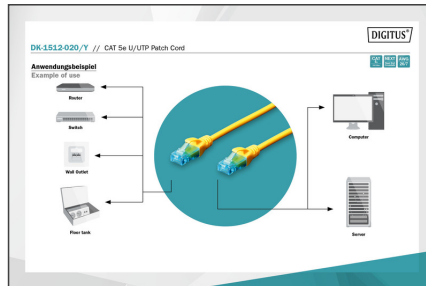 DIGITUS®
DK-1512-020/Y // CAT 5e U/UTP Patch Cord
Anwendungsbeispiel
Example of use
Router
Switch
Wall Outlet
Floor tank
Computer
Server